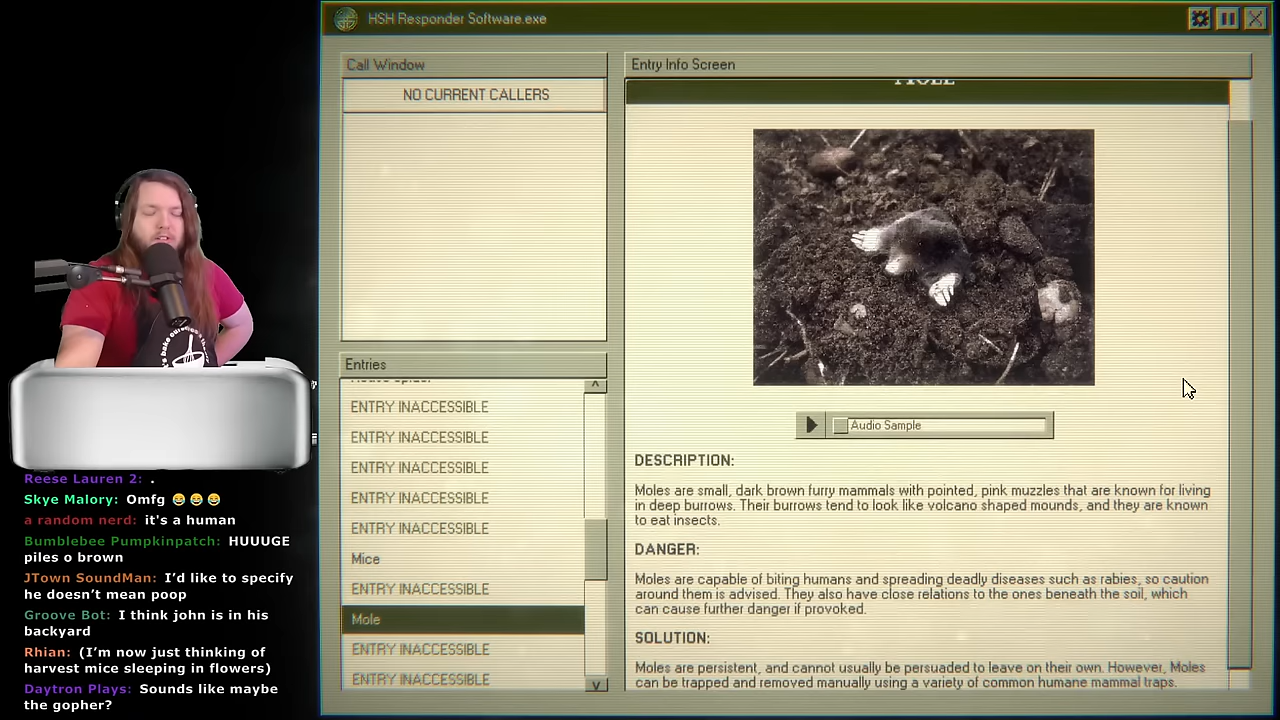 HSH Responder Software.exe
Call Window
NO CURRENT CALLERS
Entries
ENTRY INACCESSIBLE
ENTRY INACCESSIBLE
ENTRY INACCESSIBLE
ENTRY INACCESSIBLE
ENTRY INACCESSIBLE
Mice
ENTRY INACCESSIBLE
Mole
ENTRY INACCESSIBLE
ENTRY INACCESSIBLE
Entry Info Screen
Audio Sample
DESCRIPTION:
Moles are small, dark brown furry mammals with pointed, pink muzzles that are known for living
in deep burrows. Their burrows tend to look like volcano shaped mounds, and they are known
to eat insects.
DANGER:
Moles are capable of biting humans and spreading deadly diseases such as rabies, so caution
around them is advised. They also have close relations to the ones beneath the soil, which
can cause further danger if provoked.
SOLUTION:
Moles are persistent, and cannot usually be persuaded to leave on their own. However, Moles
can be trapped and removed manually using a variety of common humane mammal traps.
Reese Lauren 2: .
Skye Malory: Omfg 😂😂😂
a random nerd: it's a human
Bumblebee Pumpkinpatch: HUUUGE
piles o brown
JTown SoundMan: I’d like to specify
he doesn’t mean poop
Groove Bot: I think john is in his
backyard
Rhian: (I’m now just thinking of
harvest mice sleeping in flowers)
Daytron Plays: Sounds like maybe
the gopher?